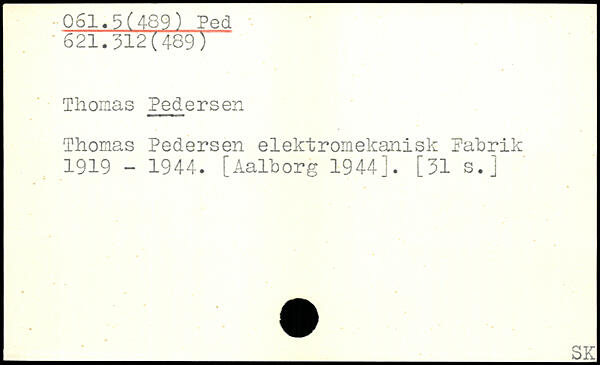 061.5(489) Ped
621.312(489)
Thomas Pedersen
Thomas Pedersen elektromekanisk Fabrik
1919 - 1944. [Aalborg 1944]. [31 s.]
SK